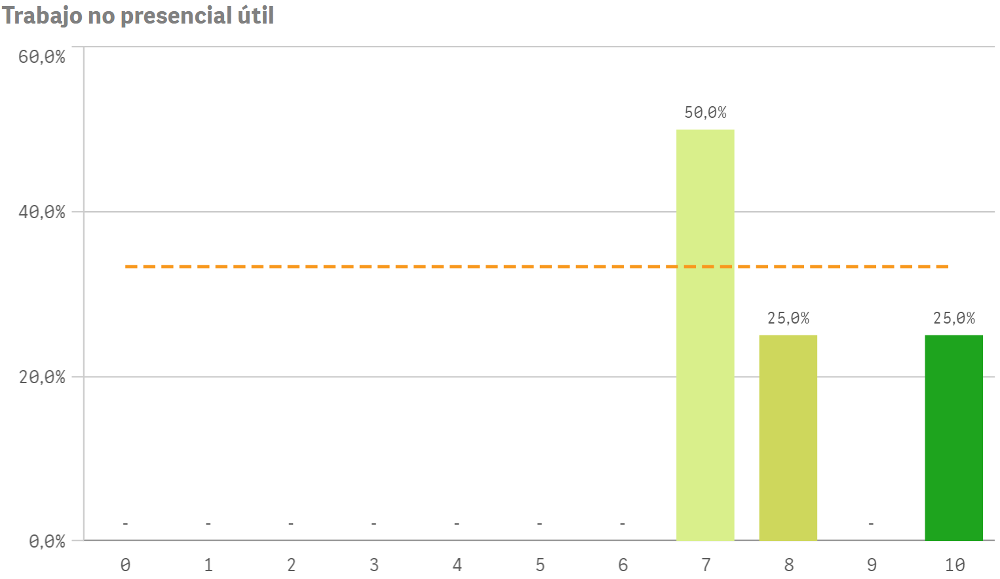 Trabajo no presencial útil
60,0%
50,0%
40,0%
25,0%
25,0%
20,0%
- - - - - - - -
0,0%
0 1 2 3 4 5 6 7 8 9 10